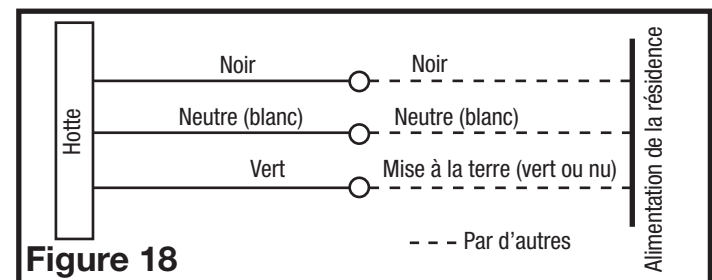 Hotte
Noir
Noir
Neutre (blanc)
Neutre (blanc)
Vert
Mise à la terre (vert ou nu)
Alimentation de la résidence
Par d'autres
Figure 18